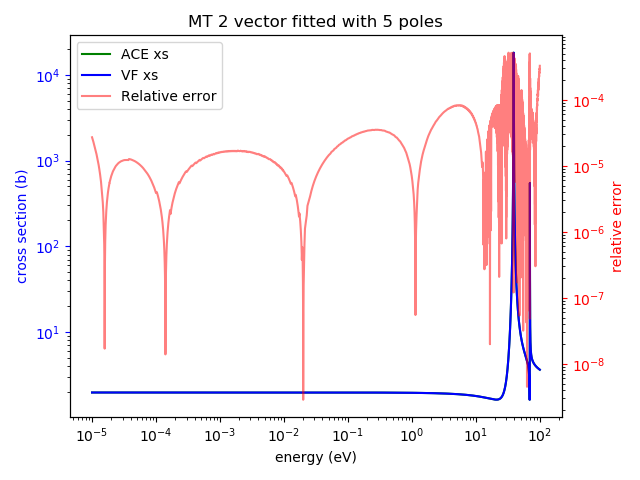 MT 2 vector fitted with 5 poles
ACE xs
VF xs
Relative error
cross section (b)
10^4
10^3
10^2
10^1
relative error
10^-4
10^-5
10^-6
10^-7
10^-8
10^-5 10^-4 10^-3 10^-2 10^-1 10^0 10^1 10^2
energy (eV)